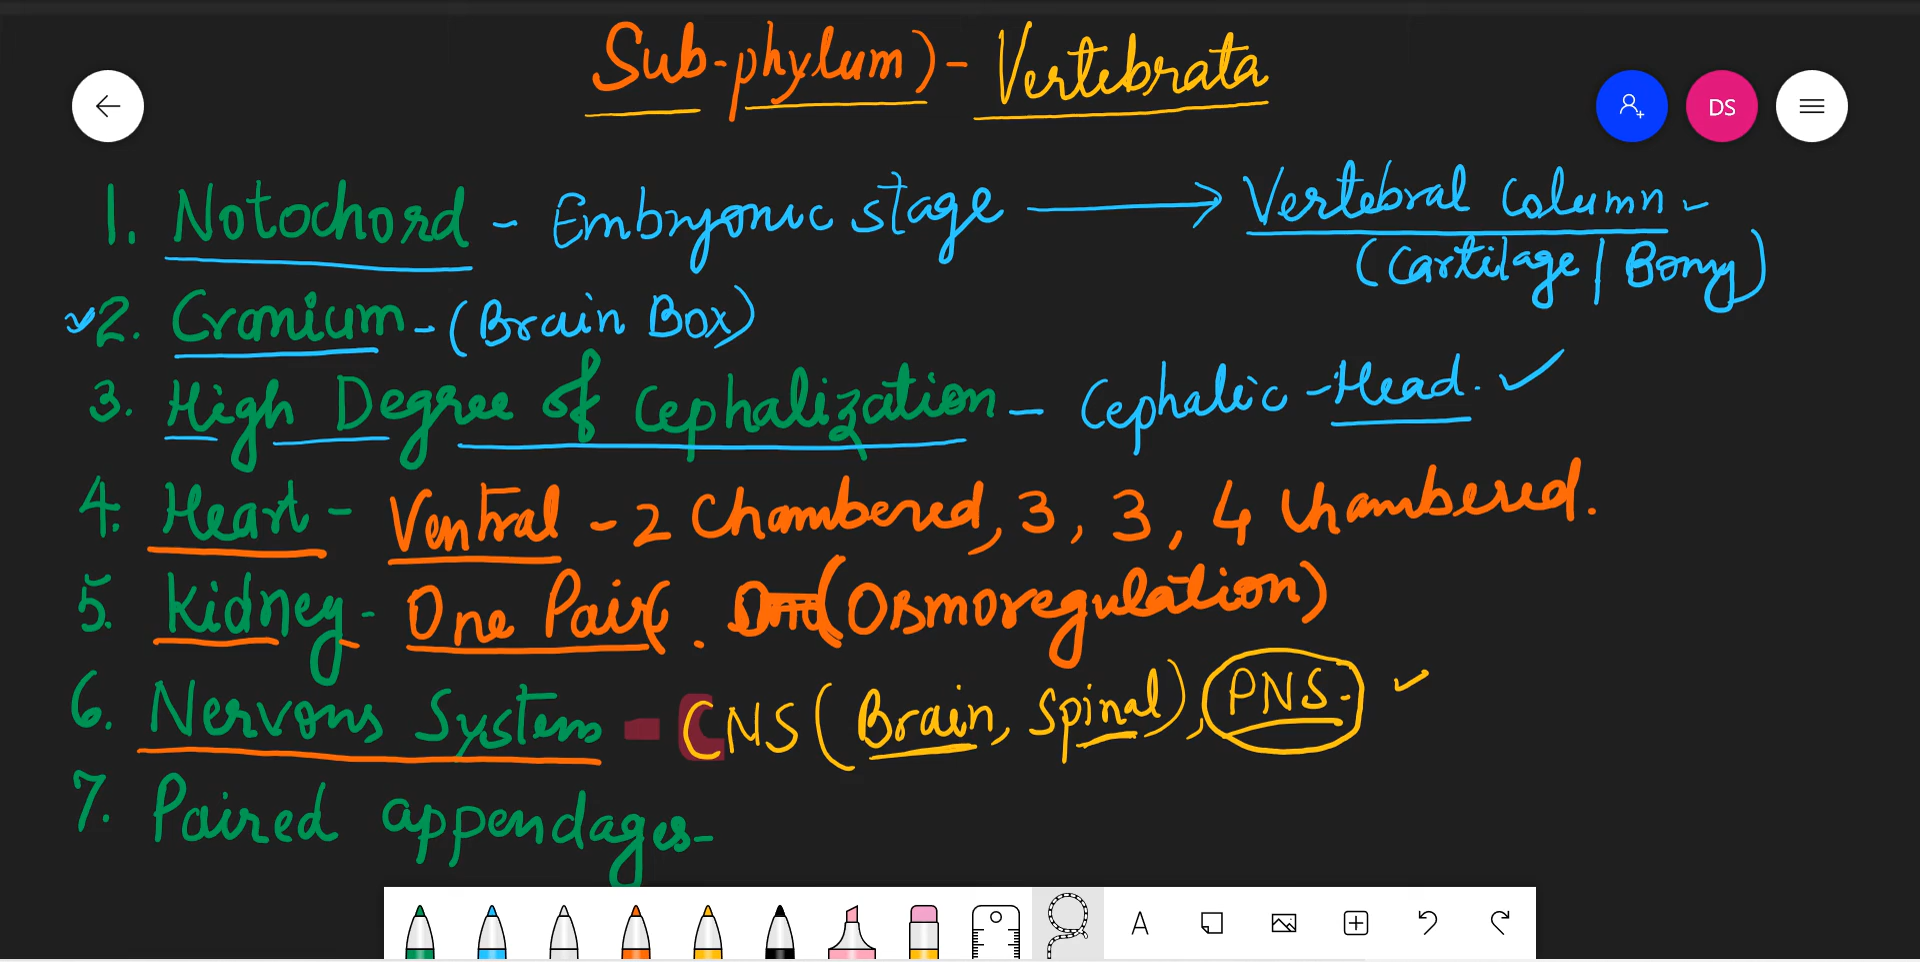 Sub-phylum) - Vertebrata
DS
1. Notochord - Embryonic stage → Vertebral Column -
(Cartilage | Bony)
2. Cranium - (Brain Box)
3. High Degree of Cephalization - Cephalic - Head.
4. Heart - Ventral - 2 Chambered, 3, 3, 4 Chambered.
5. Kidney - One Pair. (Osmoregulation)
6. Nervous System - CNS (Brain, Spinal), PNS.
7. Paired appendages-
A